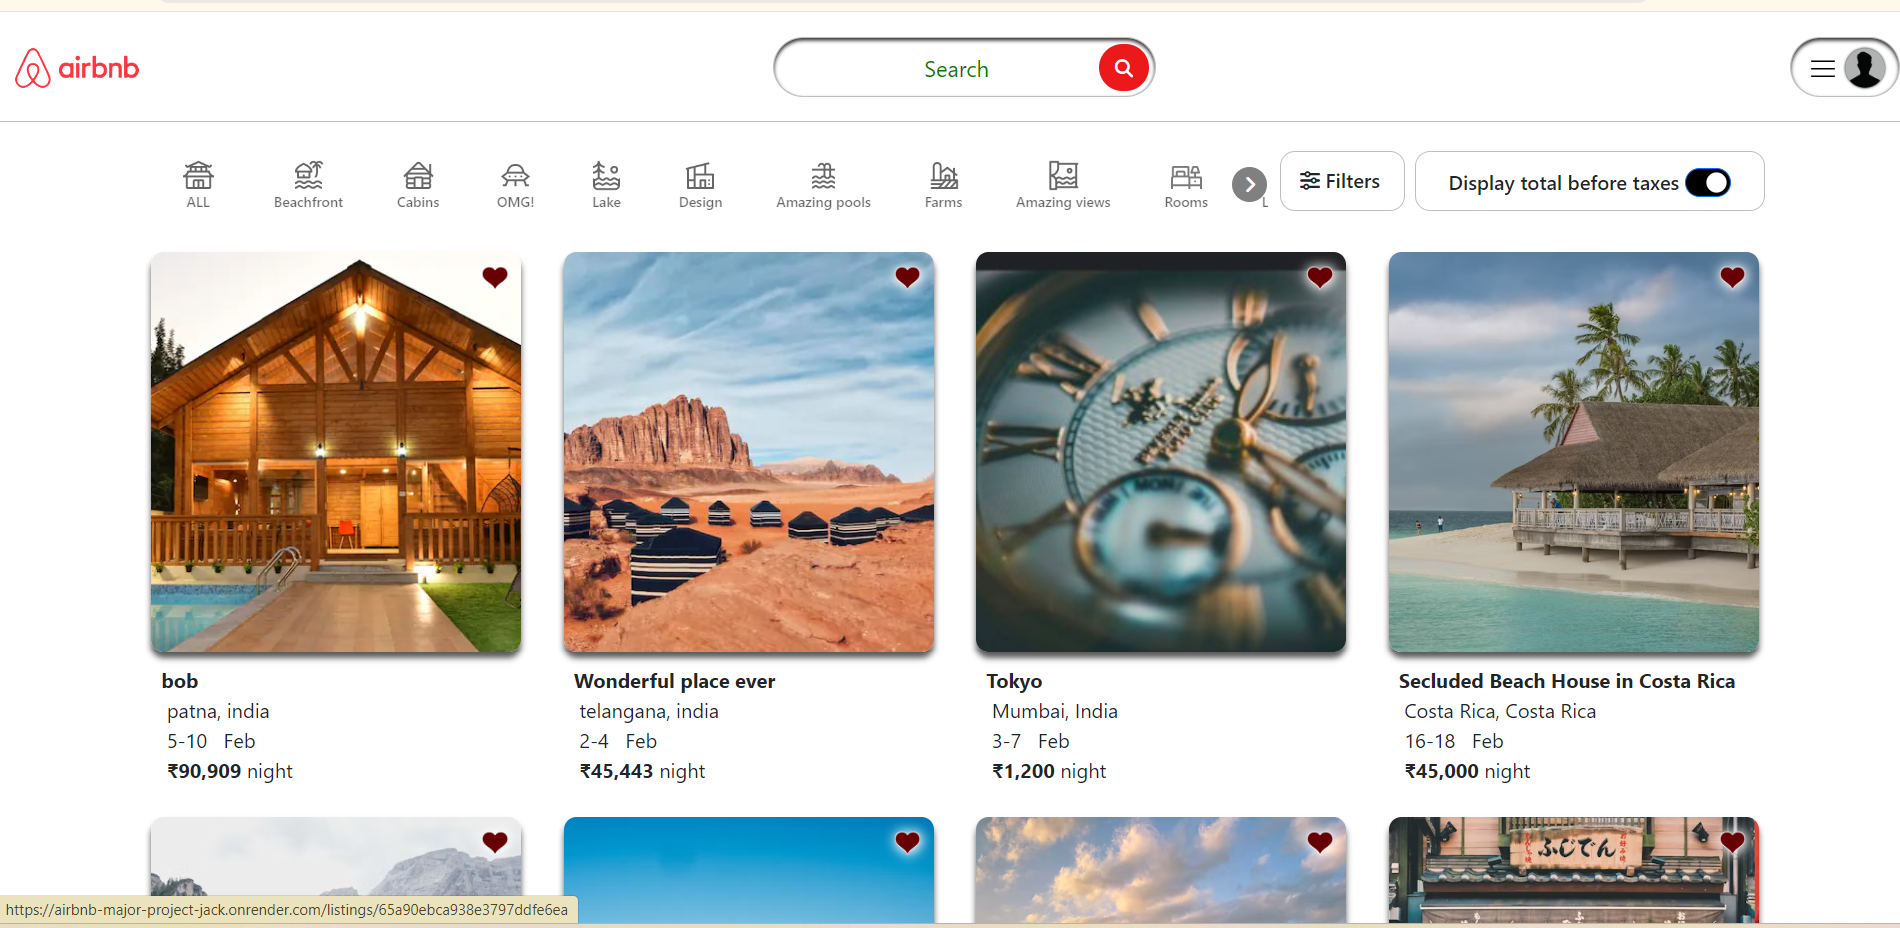 airbnb
Search
ALL
Beachfront
Cabins
OMG!
Lake
Design
Amazing pools
Farms
Amazing views
Rooms
L
Filters
Display total before taxes
bob
patna, india
5-10 Feb
₹90,909 night
Wonderful place ever
telangana, india
2-4 Feb
₹45,443 night
Tokyo
Mumbai, India
3-7 Feb
₹1,200 night
Secluded Beach House in Costa Rica
Costa Rica, Costa Rica
16-18 Feb
₹45,000 night
ふじでん
https://airbnb-major-project-jack.onrender.com/listings/65a90ebca938e3797ddfe6ea